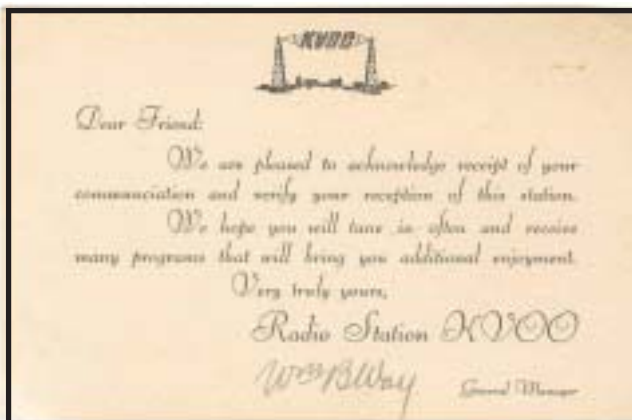 KVOO
Dear Friend:
We are pleased to acknowledge receipt of your
communciation and verify your reception of this station.
We hope you will tune in often and receive
many programs that will bring you additional enjoyment.
Very truly yours,
Radio Station KVOO
Wm B Way General Manager